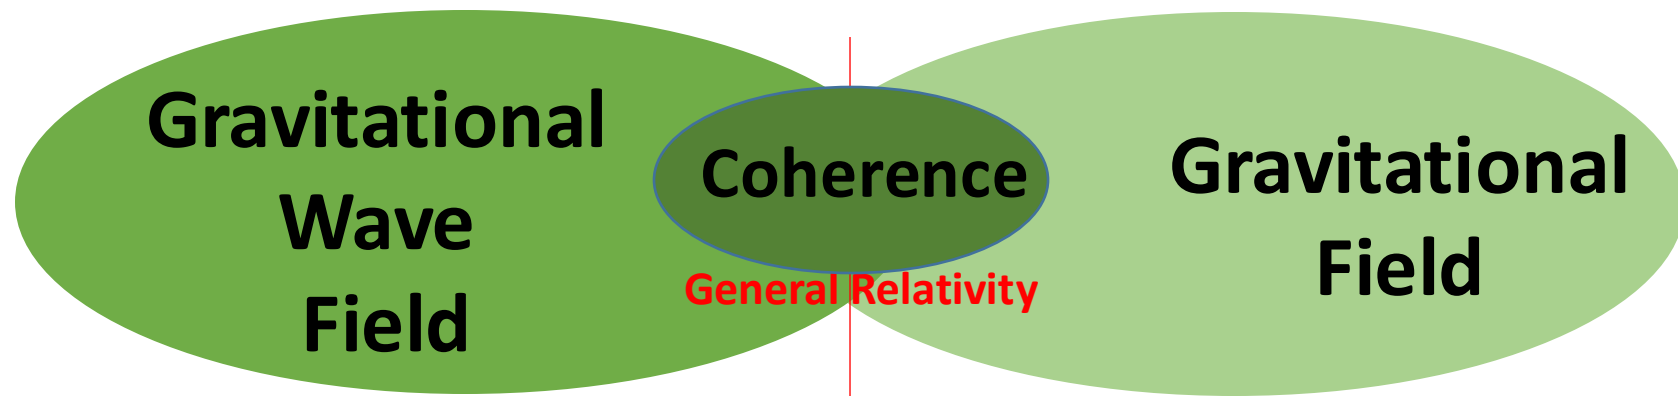 Gravitational
Wave
Field
Coherence
General Relativity
Gravitational
Field